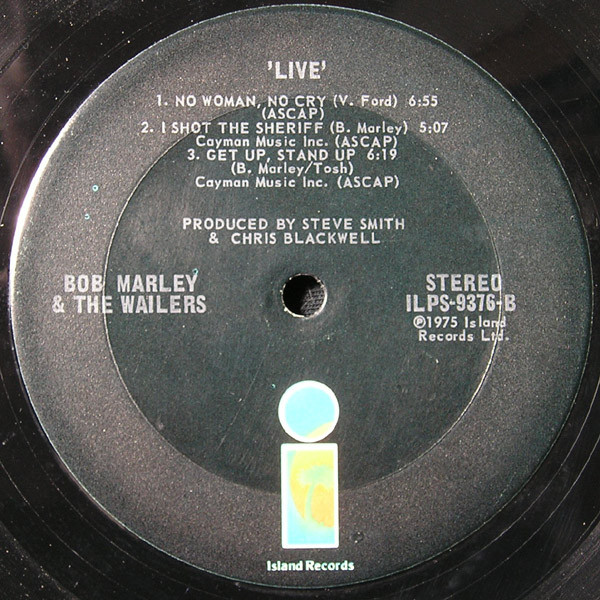 'LIVE'
1. NO WOMAN, NO CRY (V. Ford) 6:55
(ASCAP)
2. I SHOT THE SHERIFF (B. Marley) 5:07
Cayman Music Inc. (ASCAP)
3. GET UP, STAND UP 6:19
(B. Marley/Tosh)
Cayman Music Inc. (ASCAP)
PRODUCED BY STEVE SMITH
& CHRIS BLACKWELL
BOB MARLEY
& THE WAILERS
STEREO
ILPS-9376-B
℗1975 Island
Records Ltd.
i
Island Records